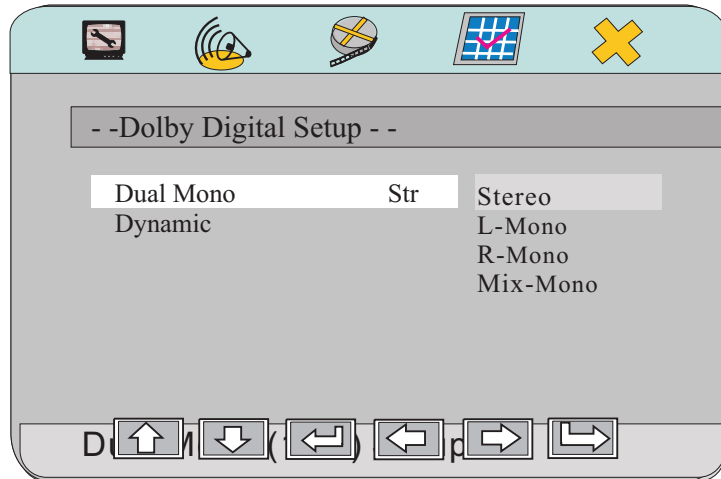 - -Dolby Digital Setup - -
Dual Mono Str
Dynamic
Stereo
L-Mono
R-Mono
Mix-Mono